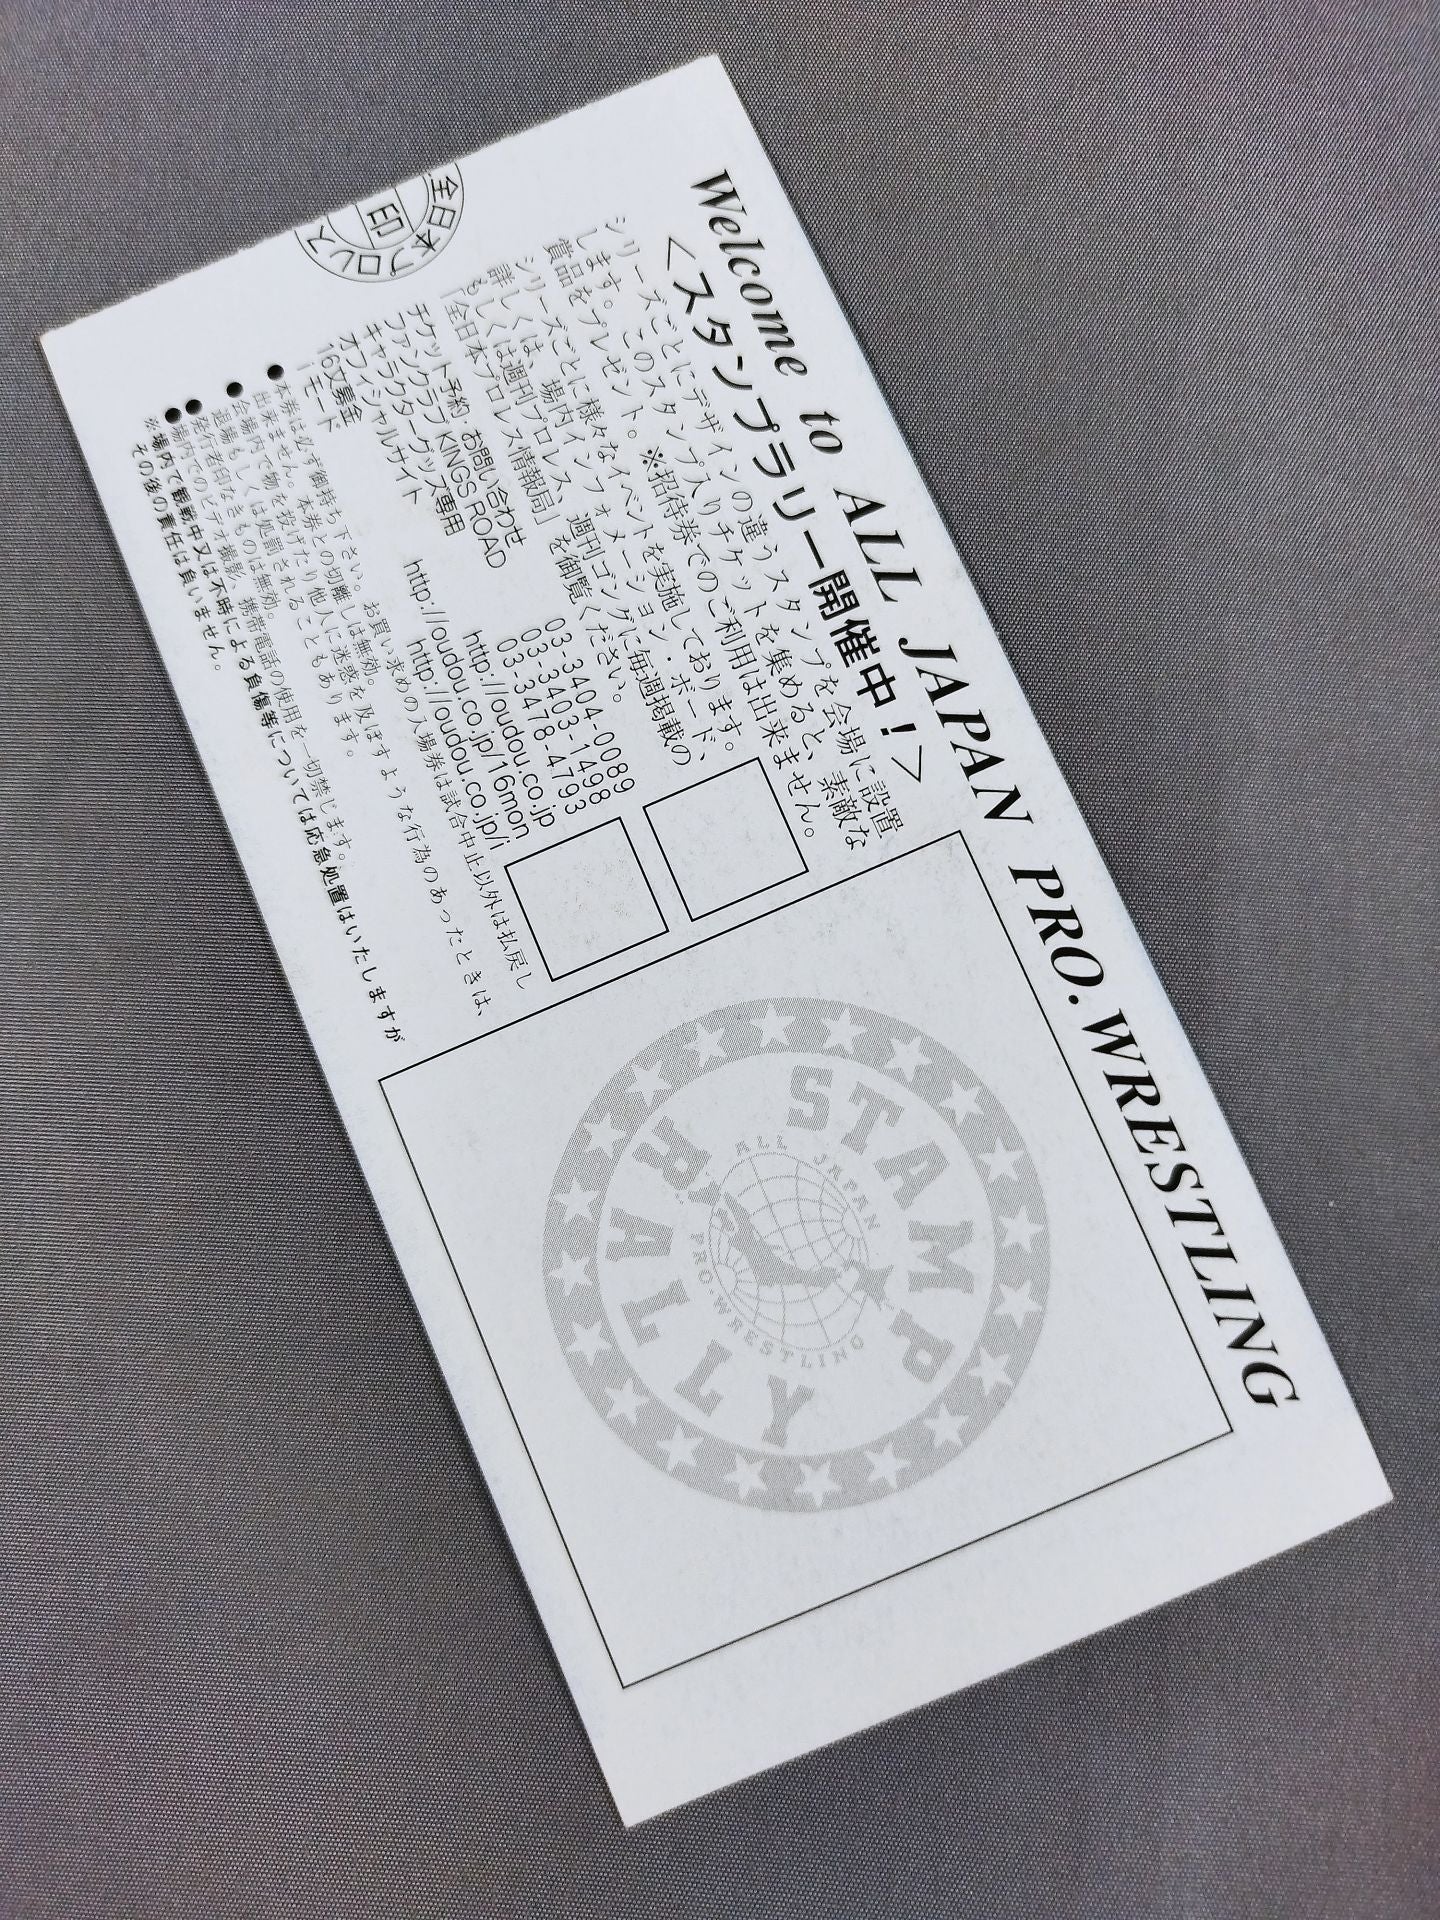 Welcome to ALL JAPAN PRO.WRESTLING
＜スタンプラリー開催中！＞
シリーズごとにデザインの違うスタンプを会場に設置
します。このスタンプ入りチケットを集めると、素敵な
賞品をプレゼント。※招待券でのご利用は出来ません。
シリーズごとに様々なイベントを実施しております。
詳しくは、場内インフォメーション・ボード、
もしくは週刊プロレス、週刊ゴングに毎週掲載の
「全日本プロレス情報局」を御覧ください。
チケット予約・お問い合わせ 03-3404-0089
ファンクラブ KINGS ROAD 03-3403-1498
キャラクターグッズ専用 03-3478-4793
オフィシャルサイト http://oudou.co.jp
16文募金 http://oudou.co.jp/16mon
iモード http://oudou.co.jp/i
●本券は必ず御持ち下さい。お買い求めの入場券は試合中止以外は払戻し
出来ません。本券との切離しは無効。
●会場内で物を投げたり他人に迷惑を及ぼすような行為のあったときは、
退場もしくは処罰されることもあります。
●発行者印なきものは無効。
●場内でのビデオ撮影、携帯電話の使用を一切禁じます。
※場内で観戦中又は不時による負傷等については応急処置はいたしますが
その後の責任は負いません。
全日本プロレス
印
STAMP
RALLY
ALL JAPAN
PRO.WRESTLING